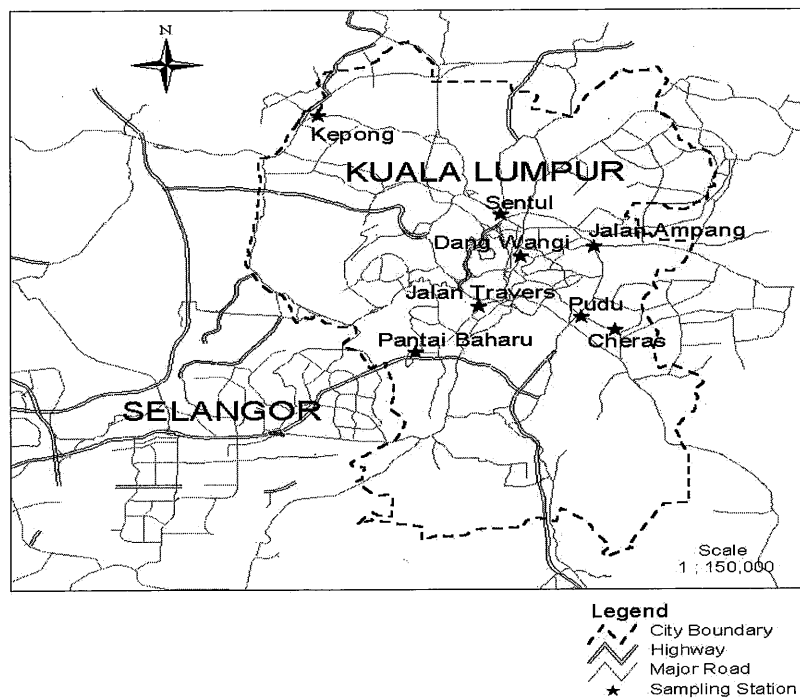 N
Kepong
KUALA LUMPUR
Sentul
Jalan Ampang
Dang Wangi
Jalan Travers
Pudu
Cheras
Pantai Baharu
SELANGOR
Scale
1 : 150,000
Legend
City Boundary
Highway
Major Road
Sampling Station